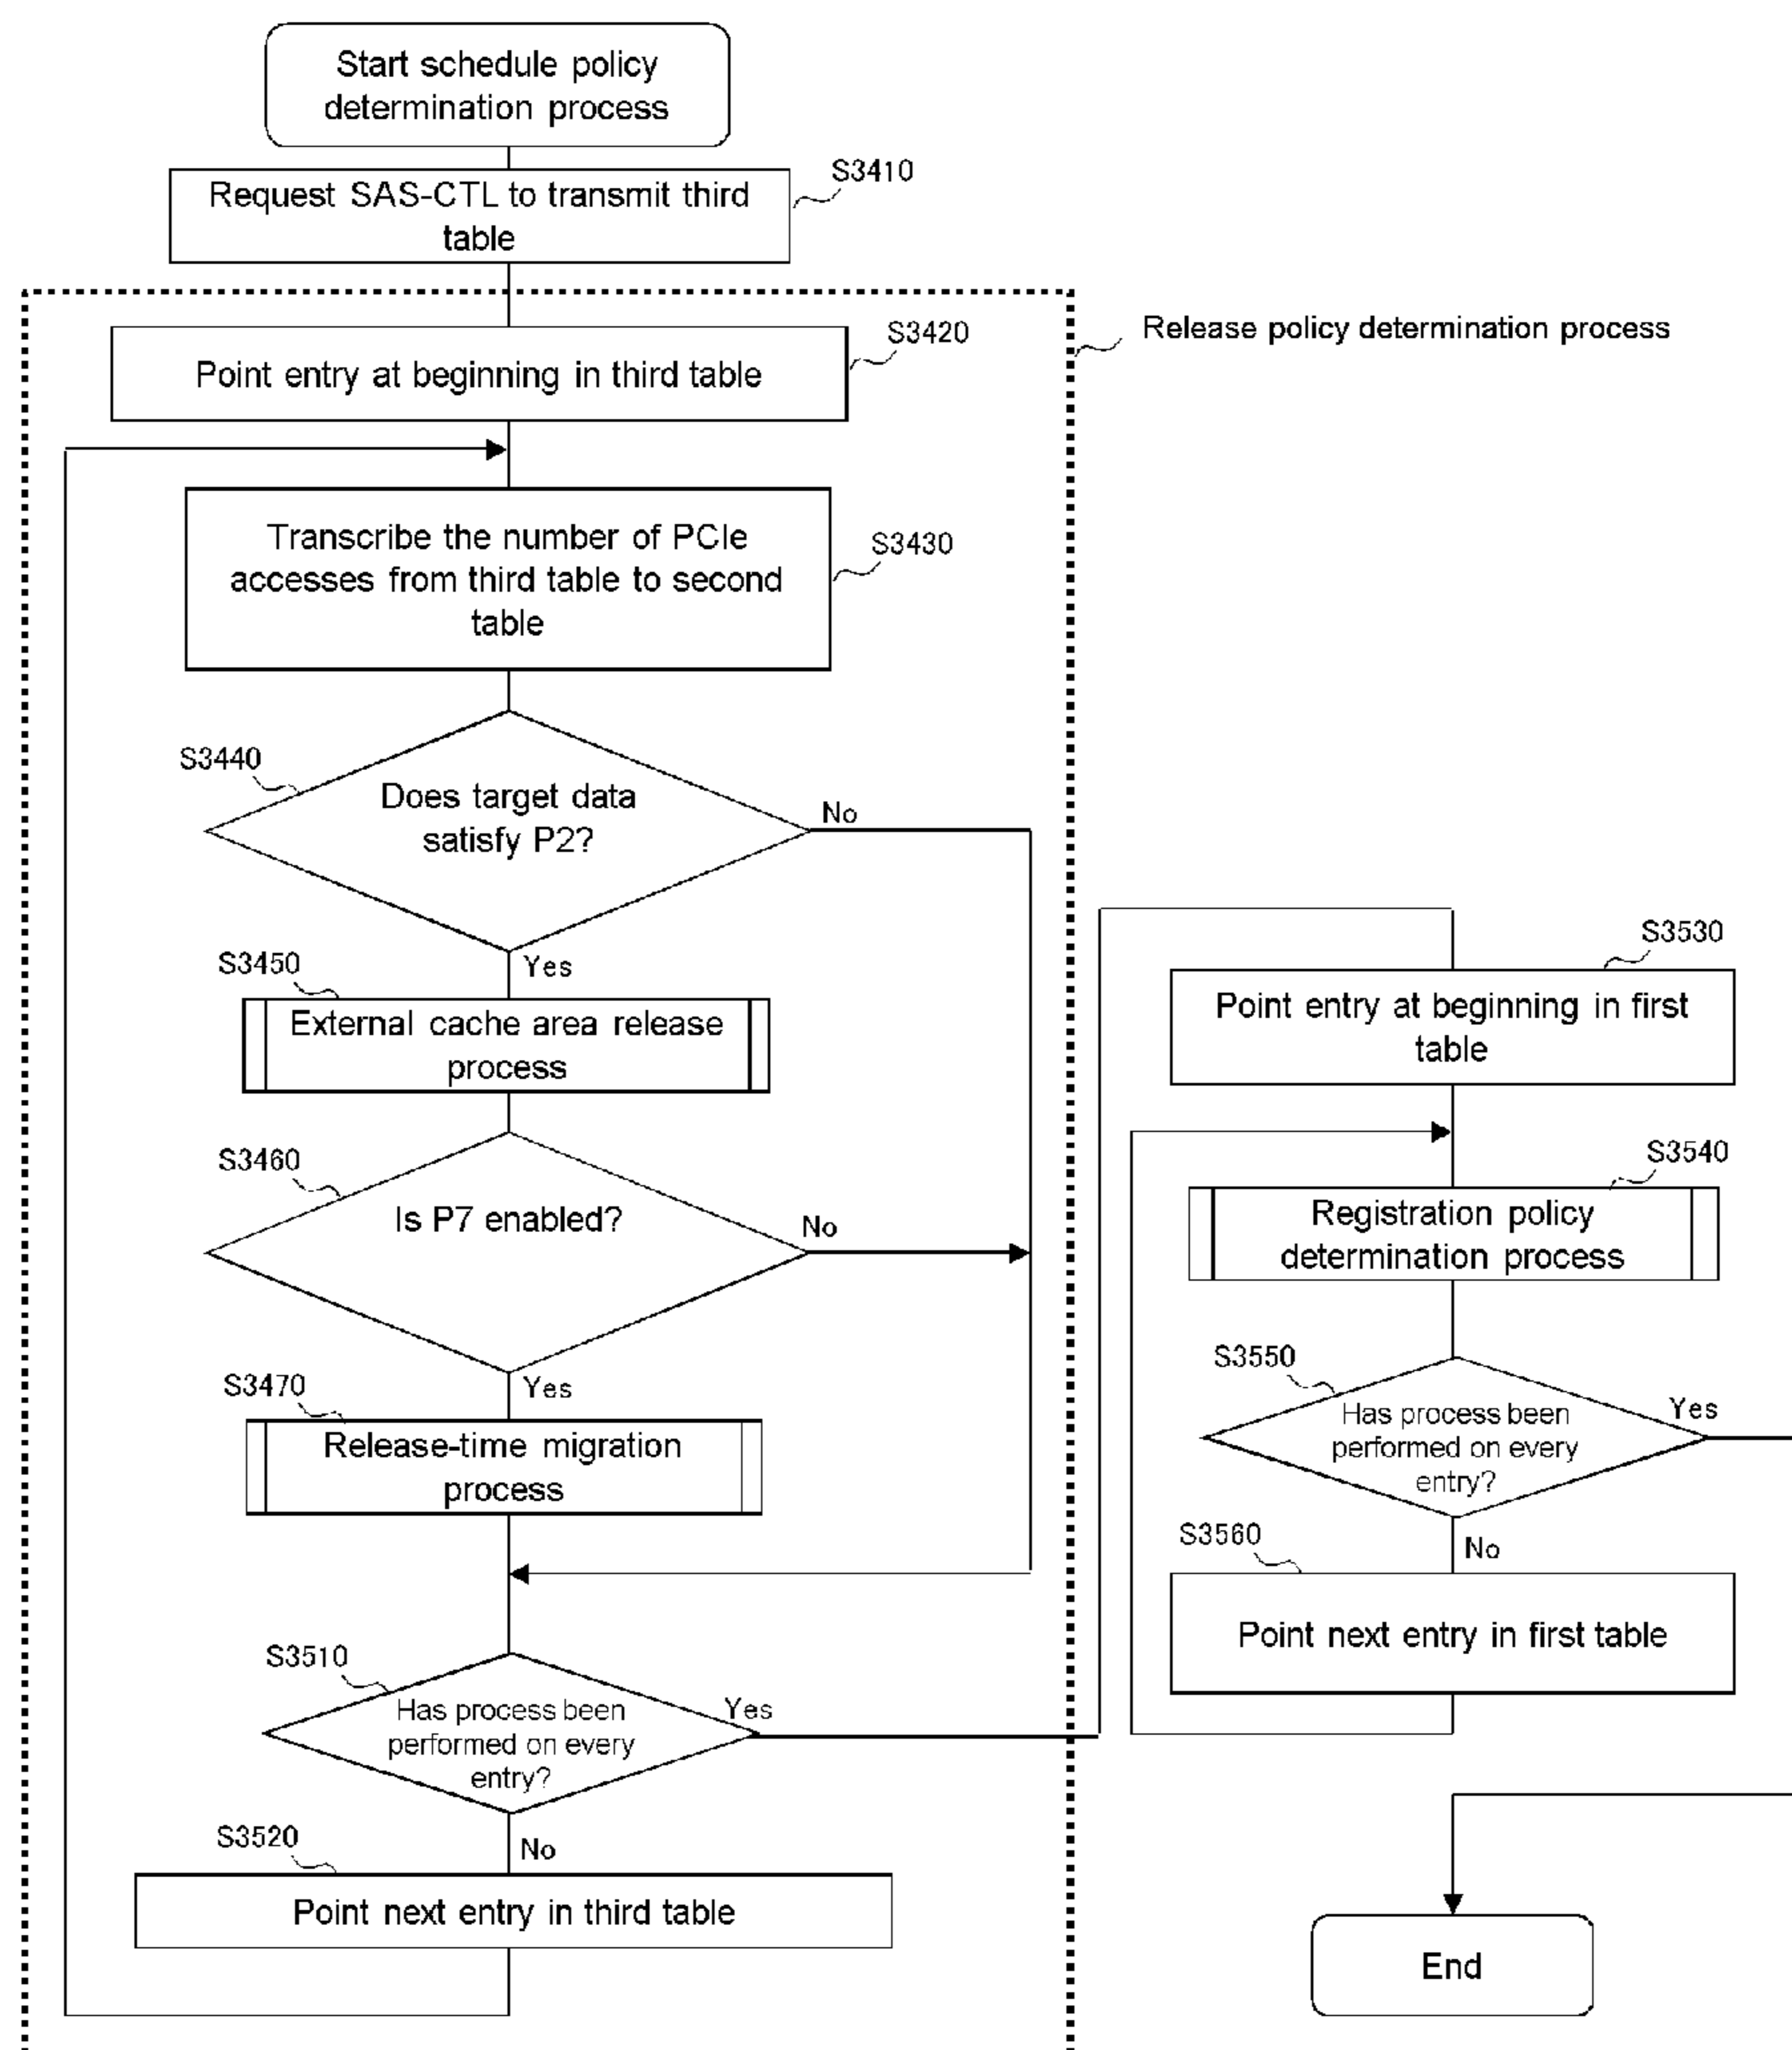 Start schedule policy
determination process
S3410
Request SAS-CTL to transmit third
table
Release policy determination process
S3420
Point entry at beginning in third table
S3430
Transcribe the number of PCIe
accesses from third table to second
table
S3440
Does target data
satisfy P2?
No
Yes
S3450
External cache area release
process
S3460
Is P7 enabled?
No
Yes
S3470
Release-time migration
process
S3510
Has process been
performed on every
entry?
Yes
No
S3520
Point next entry in third table
S3530
Point entry at beginning in first
table
S3540
Registration policy
determination process
S3550
Has process been
performed on every
entry?
Yes
No
S3560
Point next entry in first table
End